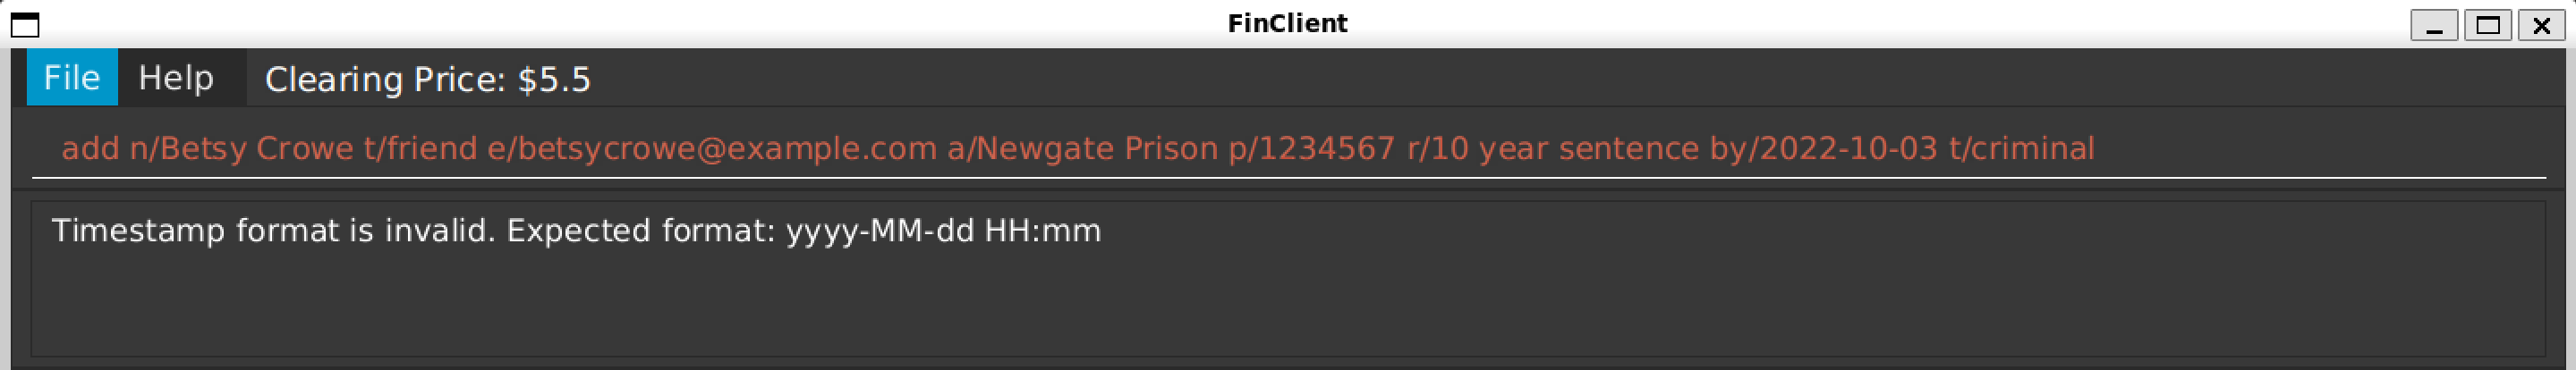 FinClient
File Help Clearing Price: $5.5
add n/Betsy Crowe t/friend e/betsycrowe@example.com a/Newgate Prison p/1234567 r/10 year sentence by/2022-10-03 t/criminal
Timestamp format is invalid. Expected format: yyyy-MM-dd HH:mm